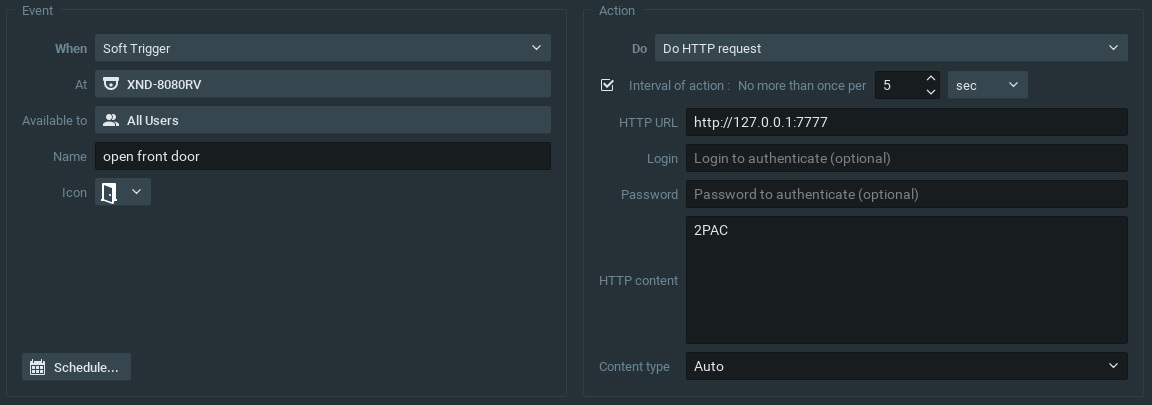 Event
When Soft Trigger
At XND-8080RV
Available to All Users
Name open front door
Icon
Schedule...
Action
Do Do HTTP request
Interval of action : No more than once per 5 sec
HTTP URL http://127.0.0.1:7777
Login Login to authenticate (optional)
Password Password to authenticate (optional)
HTTP content 2PAC
Content type Auto